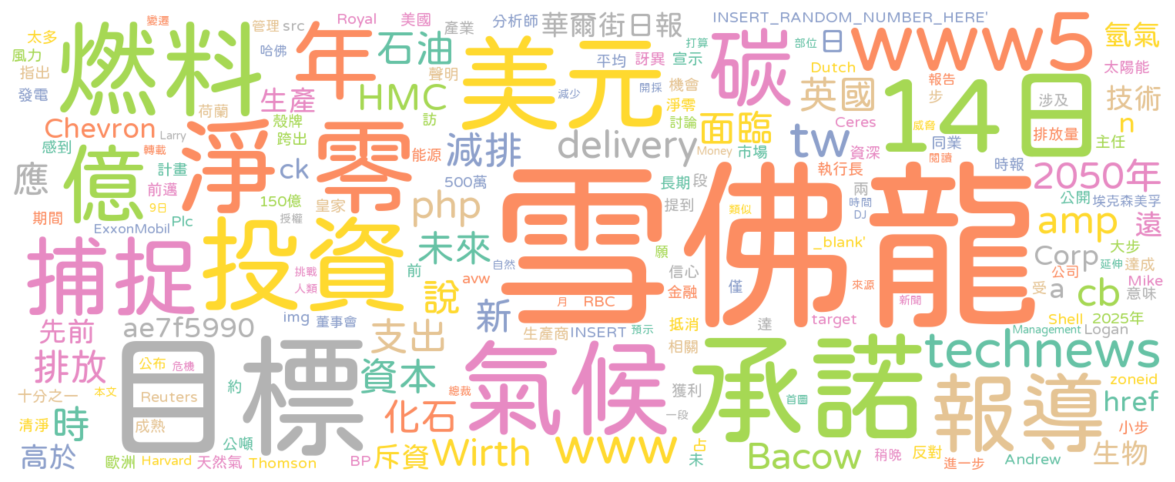 變遷 管理 src Royal 美國 產業 分析師 華爾街日報 INSERT_RANDOM_NUMBER_HERE'
太多 燃料 年 哈佛 石油 美元 平均 訝異 宣示 打算 部位 日 www5 氫氣
風力 指出 聲明 機會 碳 Dutch 報告 太陽能
發電 荷蘭 生產 HMC 減少 開採 淨零 英國 步 14日 涉及 技術
Chevron 殼牌 訪 討論 面臨 tw Ceres 威脅 同業 排放量 n
感到 轉載 淨零 跨出 Larry 減排 delivery 市場 Money 資深 閱讀 主任
應 億 計畫 能源 ck 500萬 長期 段 執行長 時報 2050年
前邁 150億 皇家 php 雪佛龍 提到 類似 兩 時間 DJ 公開 埃克森美孚
期間 9日 Plc 授權 amp 遠
ExxonMobil 捕捉 投資 未來 願 _blank' Corp 大步
挑戰 人類 前 avw 自然 信心 來源 a 公司 延伸 達成
說 新 月 RBC 金融 僅 新聞 受 cb Mike 意味
先前 ae7f5990 img 董事會 支出 生產商 INSERT 預示 抵消 達 target Shell 2025年
排放 目標 資本 氣候 相關 承諾 Management Logan technews
公布 危機 約 總裁 獲利 報導 zoneid
十分之一 本文 Reuters 化石 一段 首圖 href
清淨 時 成熟 小步
高於 公噸 斥資 Wirth www 占 Bacow 稍晚 反對 生物
歐洲 Harvard 天然氣 Thomson BP 未 進一步 Andrew